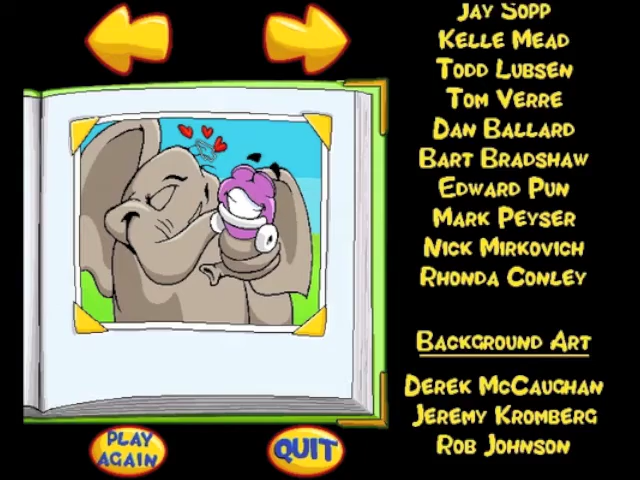 Jay Sopp
Kelle Mead
Todd Lubsen
Tom Verre
Dan Ballard
Bart Bradshaw
Edward Pun
Mark Peyser
Nick Mirkovich
Rhonda Conley
Background Art
Derek McCaughan
Jeremy Kromberg
Rob Johnson
PLAY
AGAIN
QUIT